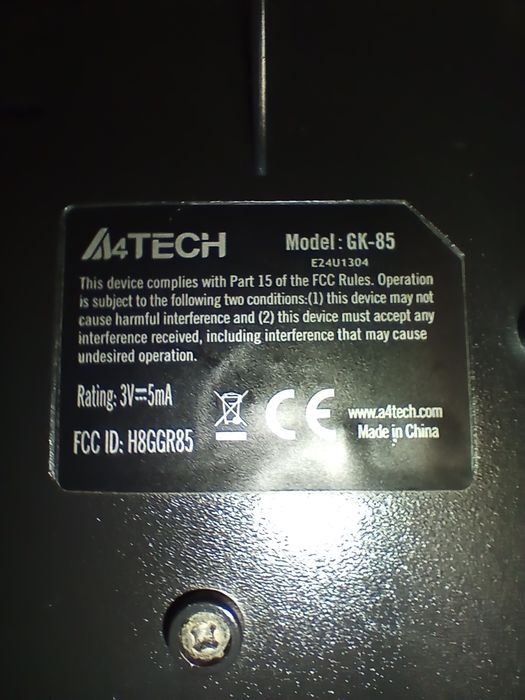 A4TECH
Model: GK-85
E24U1304
This device complies with Part 15 of the FCC Rules. Operation
is subject to the following two conditions:(1) this device may not
cause harmful interference and (2) this device must accept any
interference received, including interference that may cause
undesired operation.
Rating: 3V⎓5mA
CE
www.a4tech.com
FCC ID: H8GGR85
Made in China